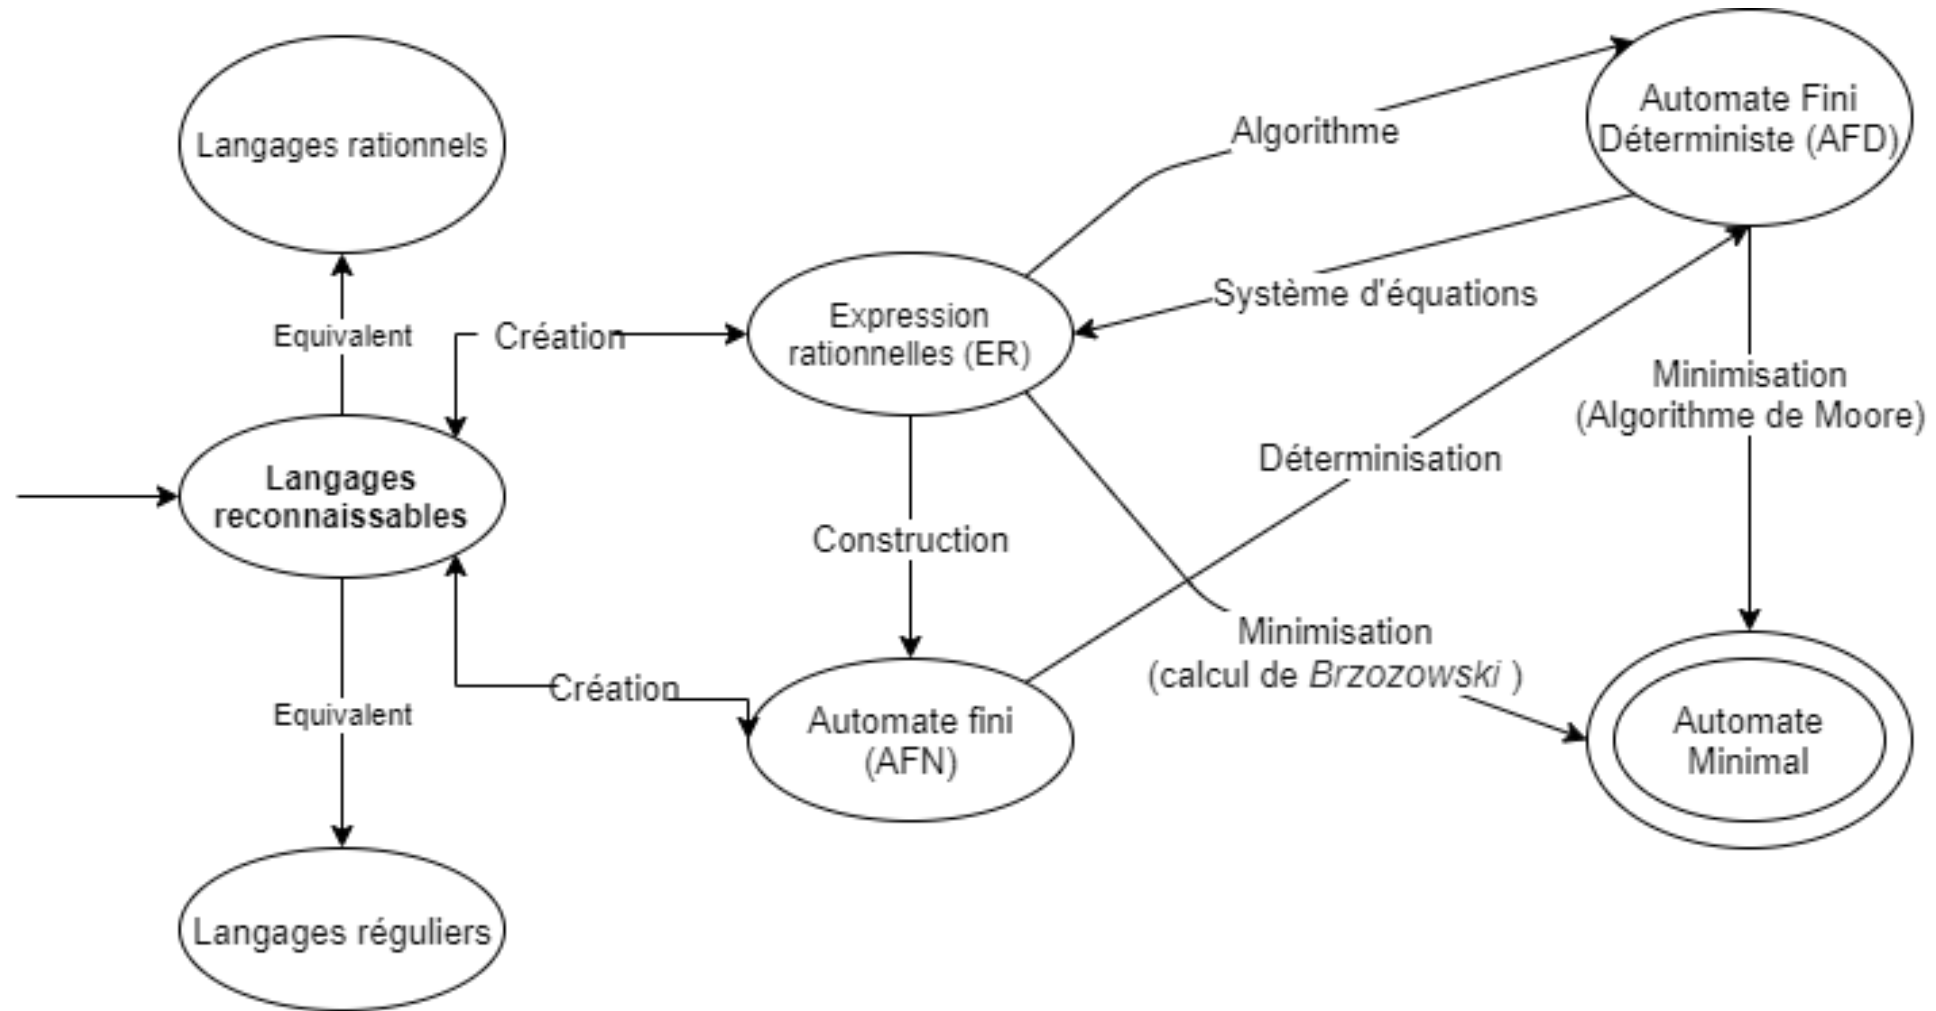 Langages rationnels
Equivalent
Langages
reconnaissables
Equivalent
Langages réguliers
Création
Création
Expression
rationnelles (ER)
Construction
Automate fini
(AFN)
Algorithme
Système d'équations
Déterminisation
Minimisation
(calcul de Brzozowski )
Automate Fini
Déterministe (AFD)
Minimisation
(Algorithme de Moore)
Automate
Minimal